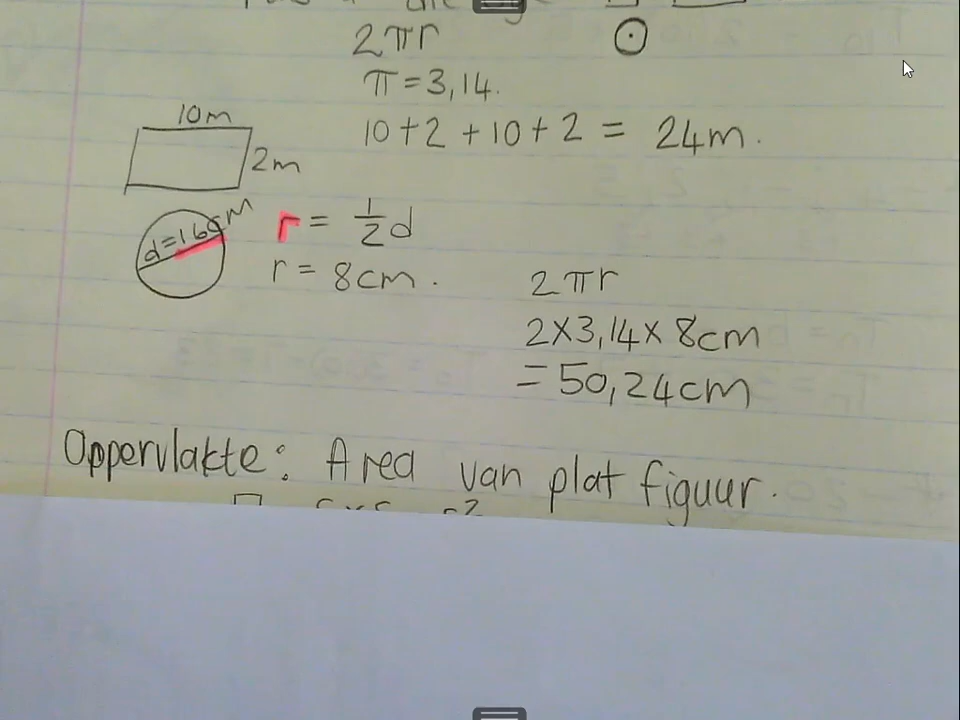 2πr
π = 3,14.
10m
10 + 2 + 10 + 2 = 24m.
2m
d=16cm
r = 1/2 d
r = 8cm.
2πr
2×3,14× 8cm
= 50,24cm
Oppervlakte: Area van plat figuur.